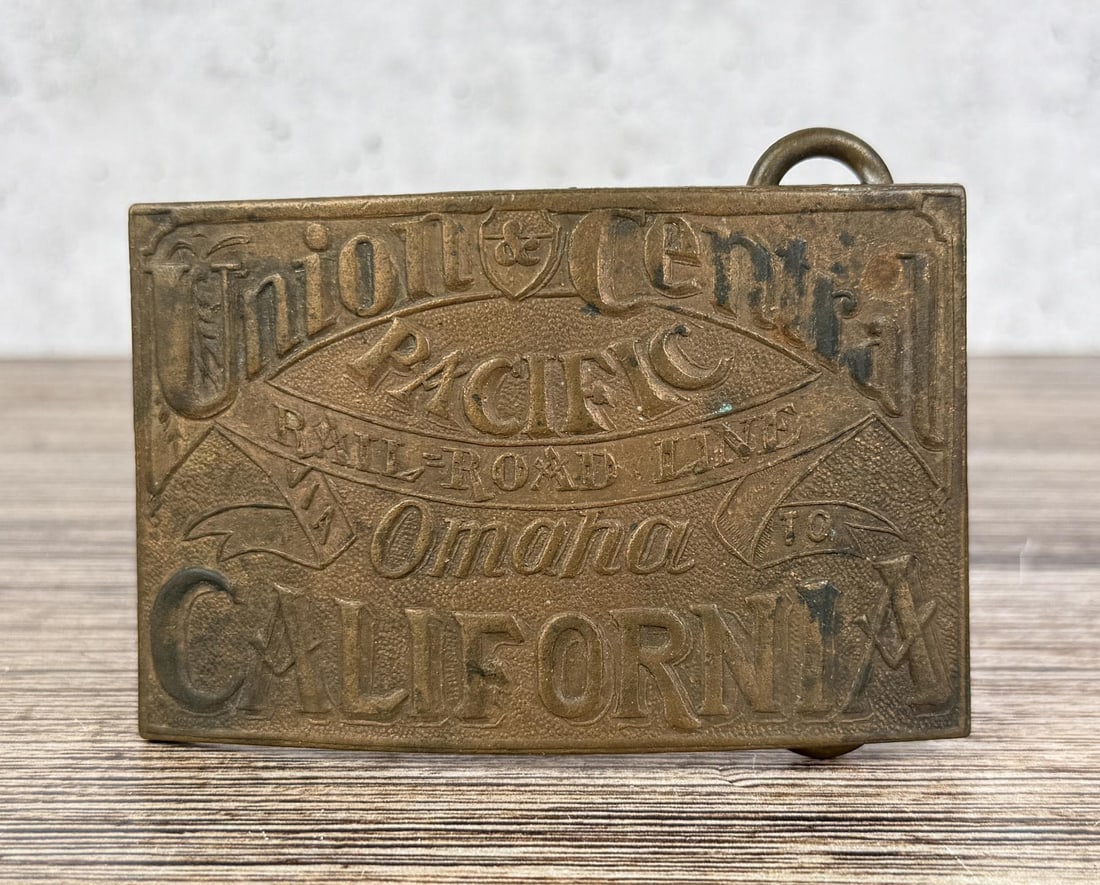 Union & Central
PACIFIC
RAIL-ROAD LINE
VIA Omaha TO
CALIFORNIA